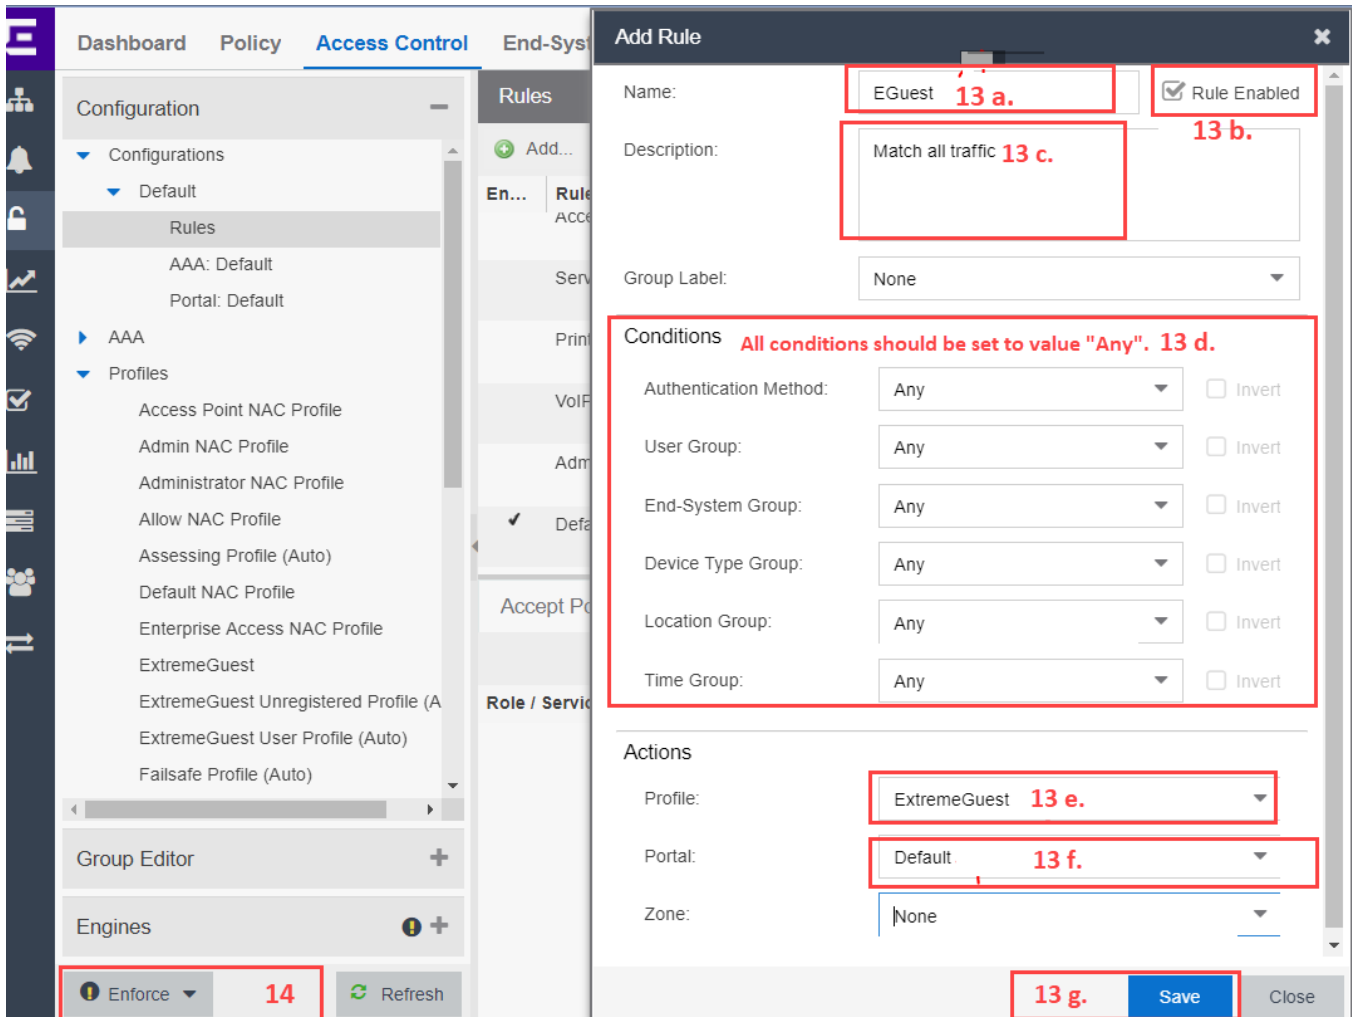 Dashboard Policy Access Control End-Syst
Configuration
Configurations
Default
Rules
AAA: Default
Portal: Default
AAA
Profiles
Access Point NAC Profile
Admin NAC Profile
Administrator NAC Profile
Allow NAC Profile
Assessing Profile (Auto)
Default NAC Profile
Enterprise Access NAC Profile
ExtremeGuest
ExtremeGuest Unregistered Profile (A
ExtremeGuest User Profile (Auto)
Failsafe Profile (Auto)
Group Editor
Engines
Enforce 14 Refresh
Rules
Add...
En... Rule
Acce
Serv
Print
VoIP
Adm
Defa
Accept Po
Role / Servic
Add Rule
Name: EGuest 13 a. Rule Enabled
13 b.
Description: Match all traffic 13 c.
Group Label: None
Conditions All conditions should be set to value "Any". 13 d.
Authentication Method: Any Invert
User Group: Any Invert
End-System Group: Any Invert
Device Type Group: Any Invert
Location Group: Any Invert
Time Group: Any Invert
Actions
Profile: ExtremeGuest 13 e.
Portal: Default 13 f.
Zone: None
13 g. Save Close